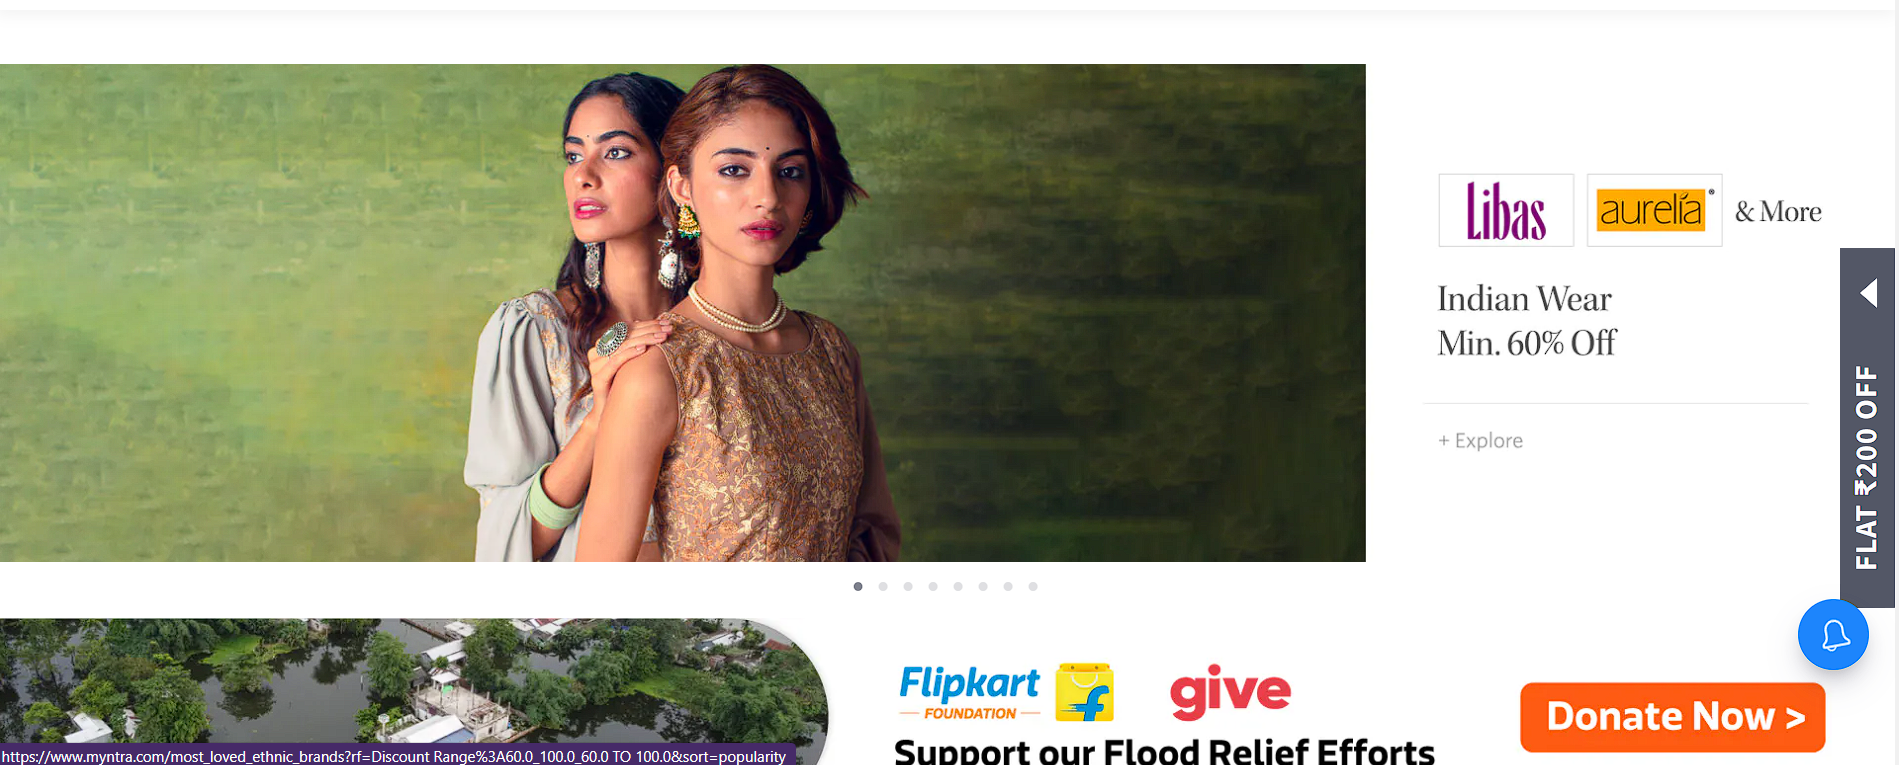 Libas
aurelia®
& More
Indian Wear
Min. 60% Off
+ Explore
FLAT ₹200 OFF
Flipkart
FOUNDATION
f
give
Donate Now >
Support our Flood Relief Efforts
https://www.myntra.com/most_loved_ethnic_brands?rf=Discount Range%3A60.0_100.0_60.0 TO 100.0&sort=popularity